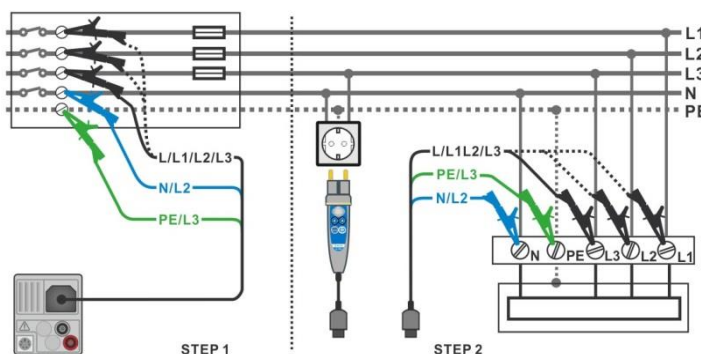 L1
L2
L3
N
PE
L/L1/L2/L3
N/L2
PE/L3
STEP 1
L/L1L2/L3
PE/L3
N/L2
N PE L3 L2 L1
STEP 2